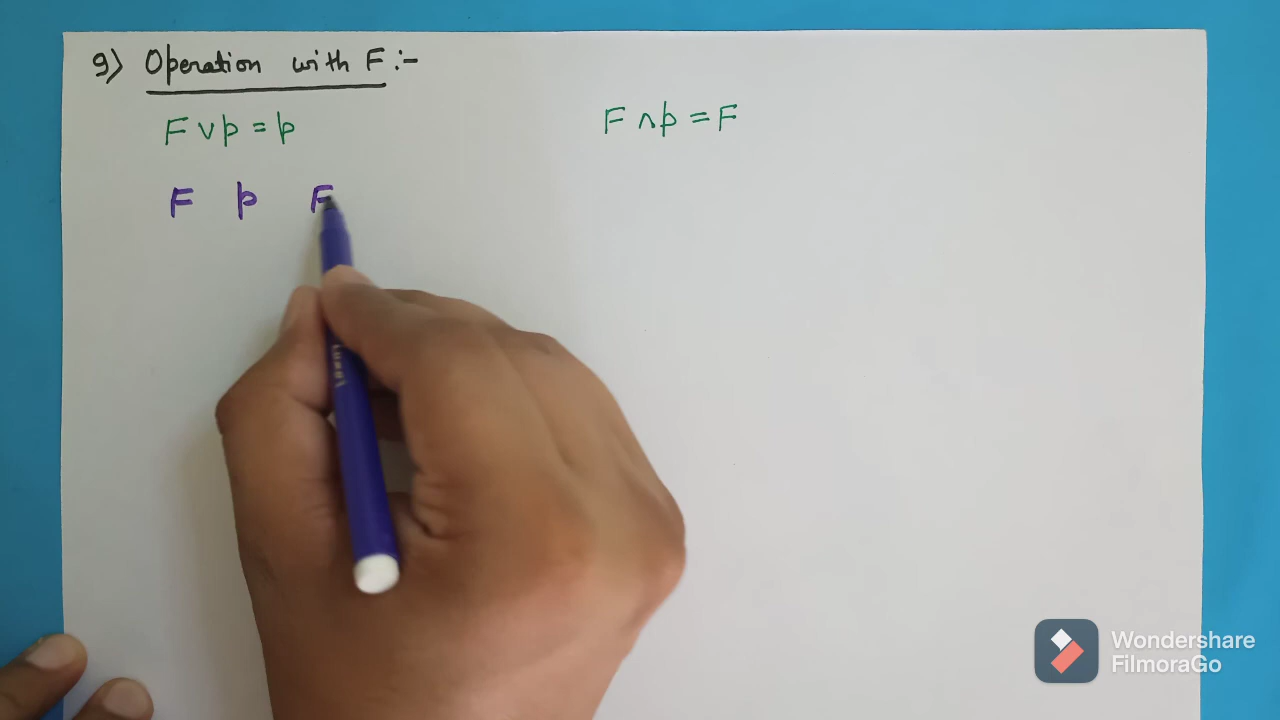 9) Operation with F :-
F ∨ p = p
F ∧ p = F
F p F
Wondershare
FilmoraGo